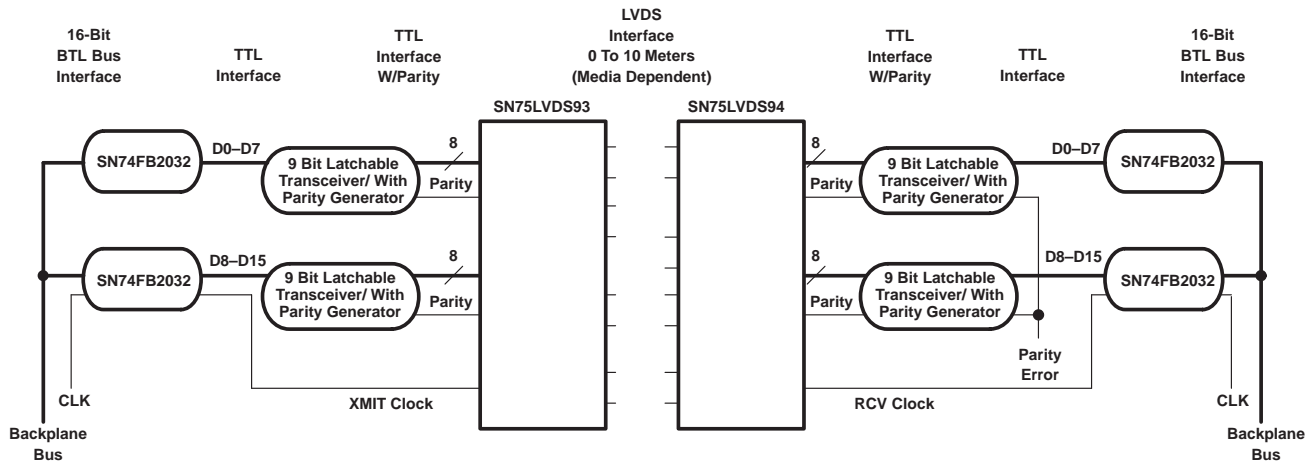 16-Bit
BTL Bus
Interface
TTL
Interface
TTL
Interface
W/Parity
LVDS
Interface
0 To 10 Meters
(Media Dependent)
TTL
Interface
W/Parity
TTL
Interface
16-Bit
BTL Bus
Interface
SN75LVDS93
SN75LVDS94
SN74FB2032
D0–D7
9 Bit Latchable
Transceiver/ With
Parity Generator
8
Parity
8
Parity
9 Bit Latchable
Transceiver/ With
Parity Generator
D0–D7
SN74FB2032
SN74FB2032
D8–D15
9 Bit Latchable
Transceiver/ With
Parity Generator
8
Parity
8
Parity
9 Bit Latchable
Transceiver/ With
Parity Generator
D8–D15
SN74FB2032
Parity
Error
CLK
XMIT Clock
RCV Clock
CLK
Backplane
Bus
Backplane
Bus